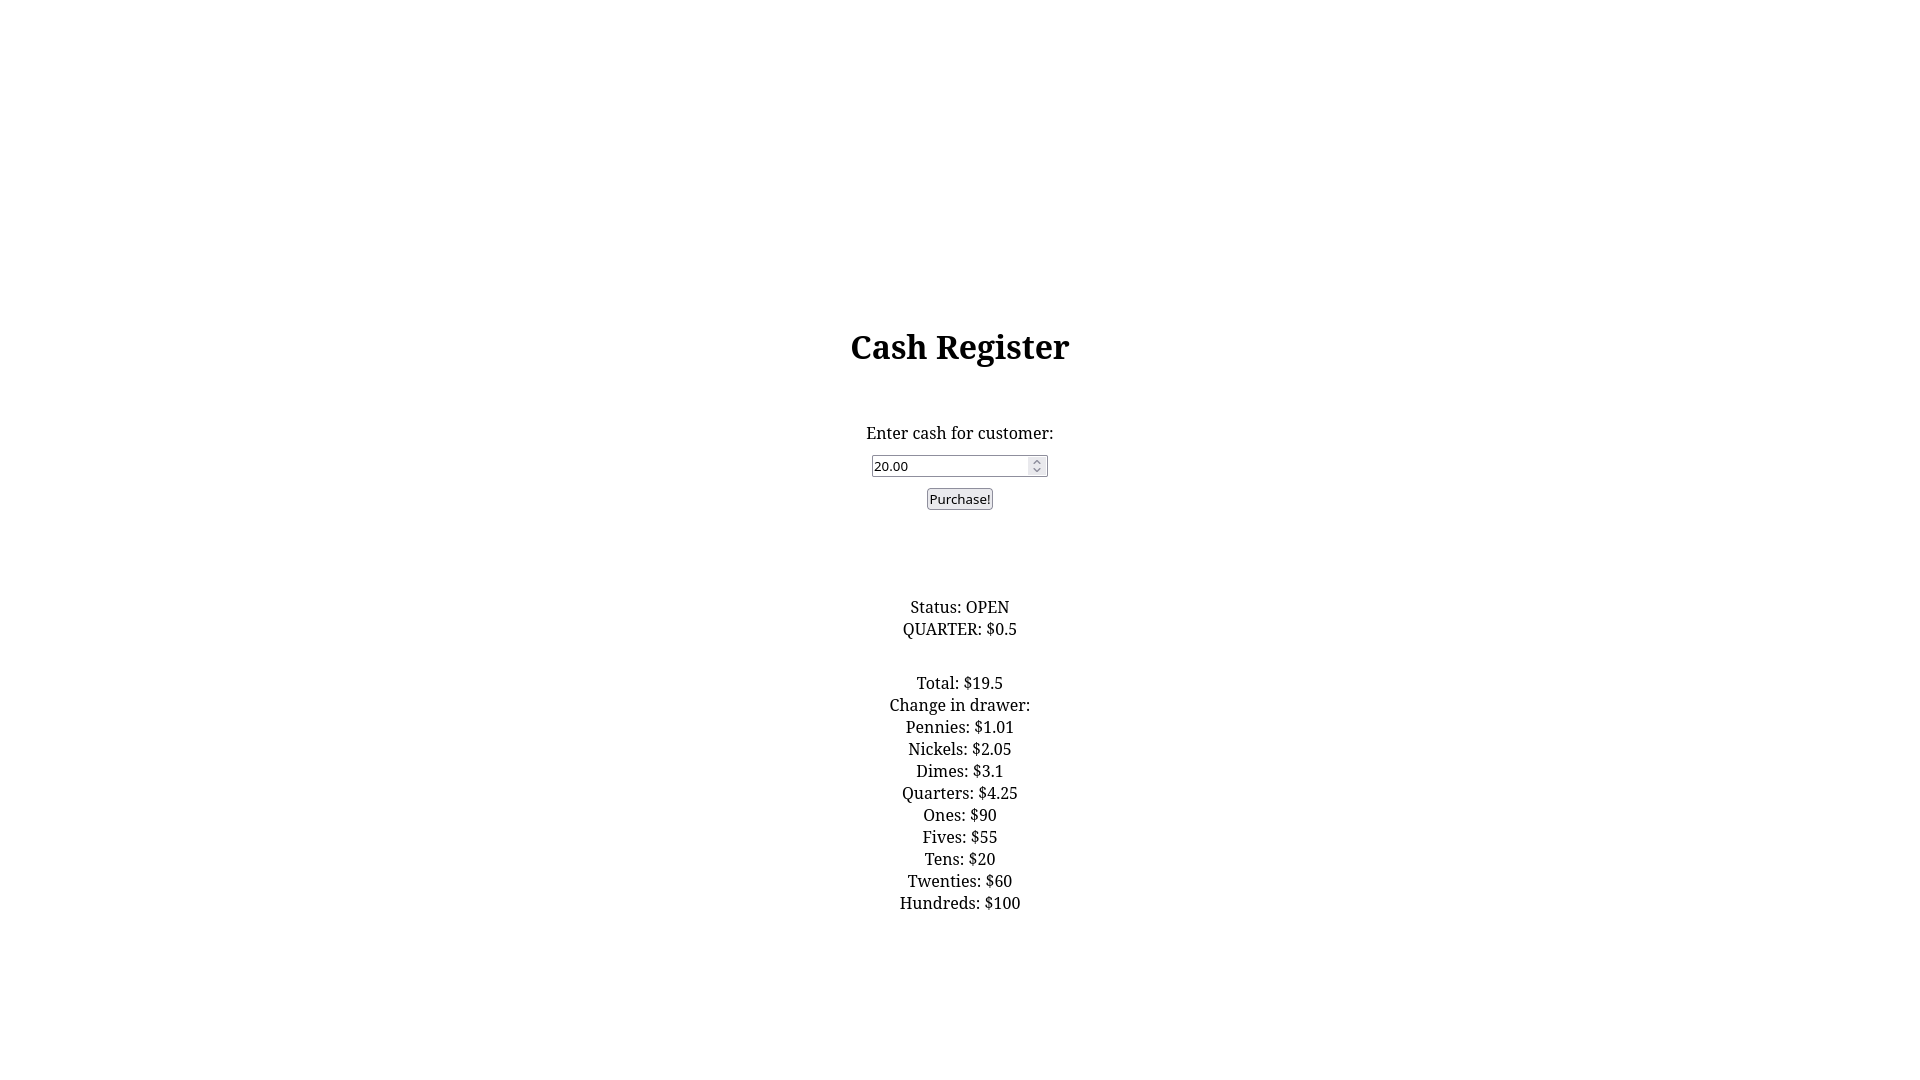 Cash Register
Enter cash for customer:
20.00
Purchase!
Status: OPEN
QUARTER: $0.5
Total: $19.5
Change in drawer:
Pennies: $1.01
Nickels: $2.05
Dimes: $3.1
Quarters: $4.25
Ones: $90
Fives: $55
Tens: $20
Twenties: $60
Hundreds: $100